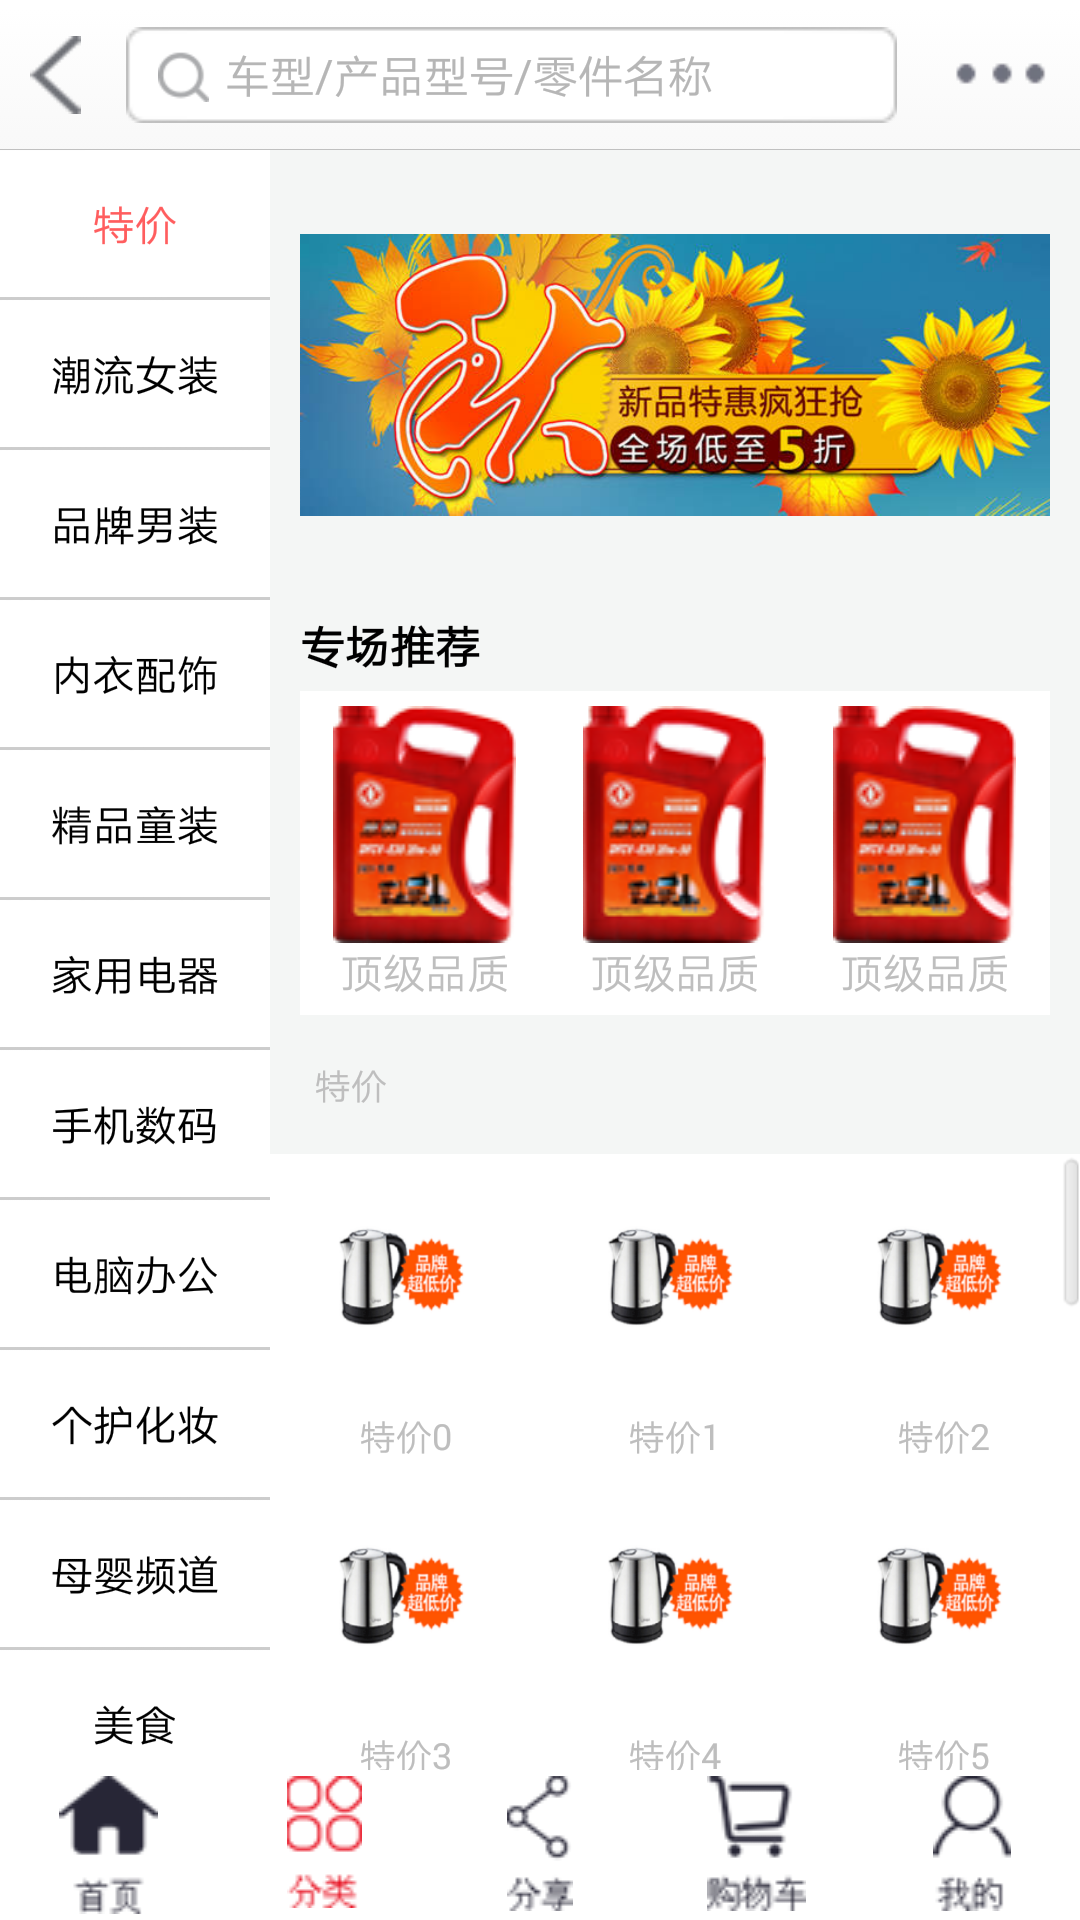 车型/产品型号/零件名称
特价
潮流女装
品牌男装
内衣配饰
精品童装
家用电器
手机数码
电脑办公
个护化妆
母婴频道
美食
秋
新品特惠疯狂抢
全场低至5折
专场推荐
顶级品质
顶级品质
顶级品质
特价
品牌
超低价
品牌
超低价
品牌
超低价
特价0
特价1
特价2
品牌
超低价
品牌
超低价
品牌
超低价
特价3
特价4
特价5
首页
分类
分享
购物车
我的